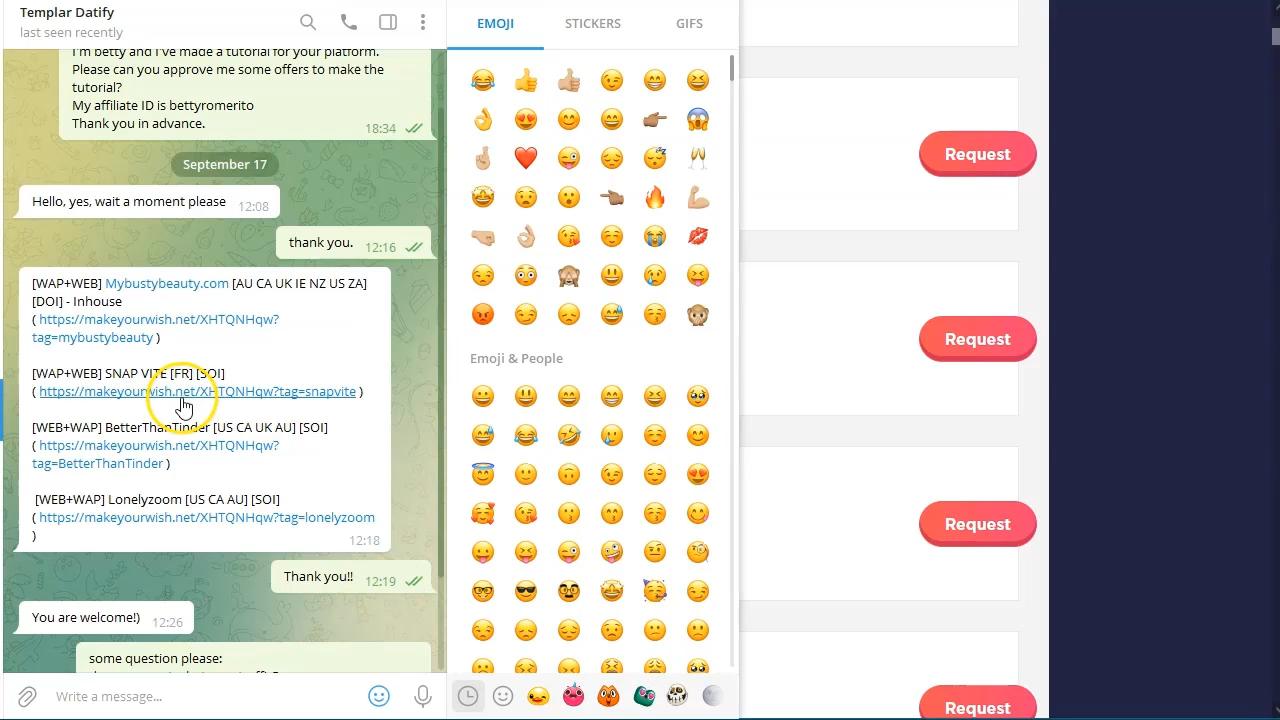 Templar Datify
last seen recently
I'm betty and I've made a tutorial for your platform.
Please can you approve me some offers to make the
tutorial?
My affiliate ID is bettyromerito
Thank you in advance.
18:34
September 17
Hello, yes, wait a moment please
12:08
thank you.
12:16
[WAP+WEB] Mybustybeauty.com [AU CA UK IE NZ US ZA]
[DOI] - Inhouse
( https://makeyourwish.net/XHTQNHqw?
tag=mybustybeauty )
[WAP+WEB] SNAP VITE [FR] [SOI]
( https://makeyourwish.net/XHTQNHqw?tag=snapvite )
[WEB+WAP] BetterThanTinder [US CA UK AU] [SOI]
( https://makeyourwish.net/XHTQNHqw?
tag=BetterThanTinder )
[WEB+WAP] Lonelyzoom [US CA AU] [SOI]
( https://makeyourwish.net/XHTQNHqw?tag=lonelyzoom
)
12:18
Thank you!!
12:19
You are welcome!)
12:26
some question please:
Write a message...
EMOJI
STICKERS
GIFS
Emoji & People
Request
Request
Request
Request